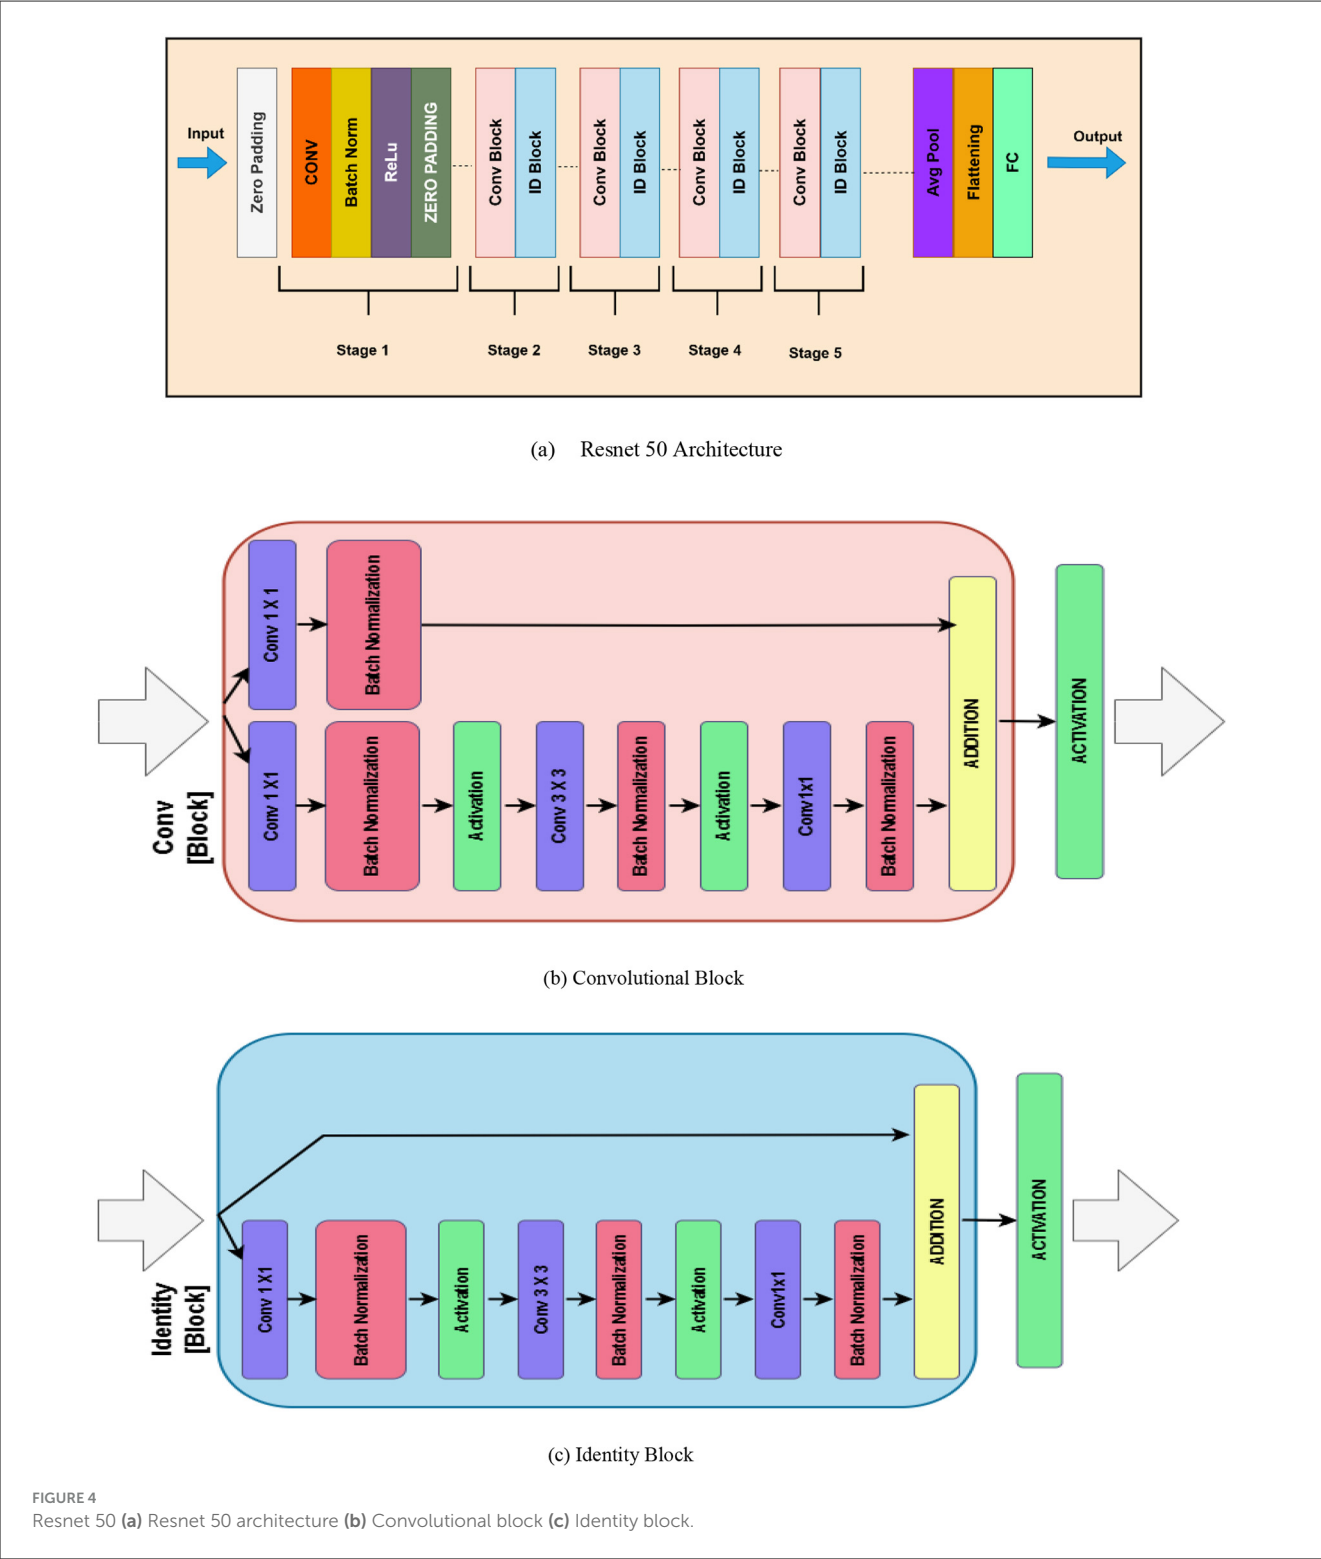 Input
Zero Padding
CONV
Batch Norm
ReLu
ZERO PADDING
Conv Block
ID Block
Conv Block
ID Block
Conv Block
ID Block
Conv Block
ID Block
Avg Pool
Flattening
FC
Output
Stage 1
Stage 2
Stage 3
Stage 4
Stage 5
(a) Resnet 50 Architecture
Conv 1 X 1
Batch Normalization
Conv
[Block]
Conv 1 X1
Batch Normalization
Activation
Conv 3 X 3
Batch Normalization
Activation
Conv1x1
Batch Normalization
ADDITION
ACTIVATION
(b) Convolutional Block
Identity
[Block]
Conv 1 X1
Batch Normalization
Activation
Conv 3 X 3
Batch Normalization
Activation
Conv1x1
Batch Normalization
ADDITION
ACTIVATION
(c) Identity Block
FIGURE 4
Resnet 50 (a) Resnet 50 architecture (b) Convolutional block (c) Identity block.